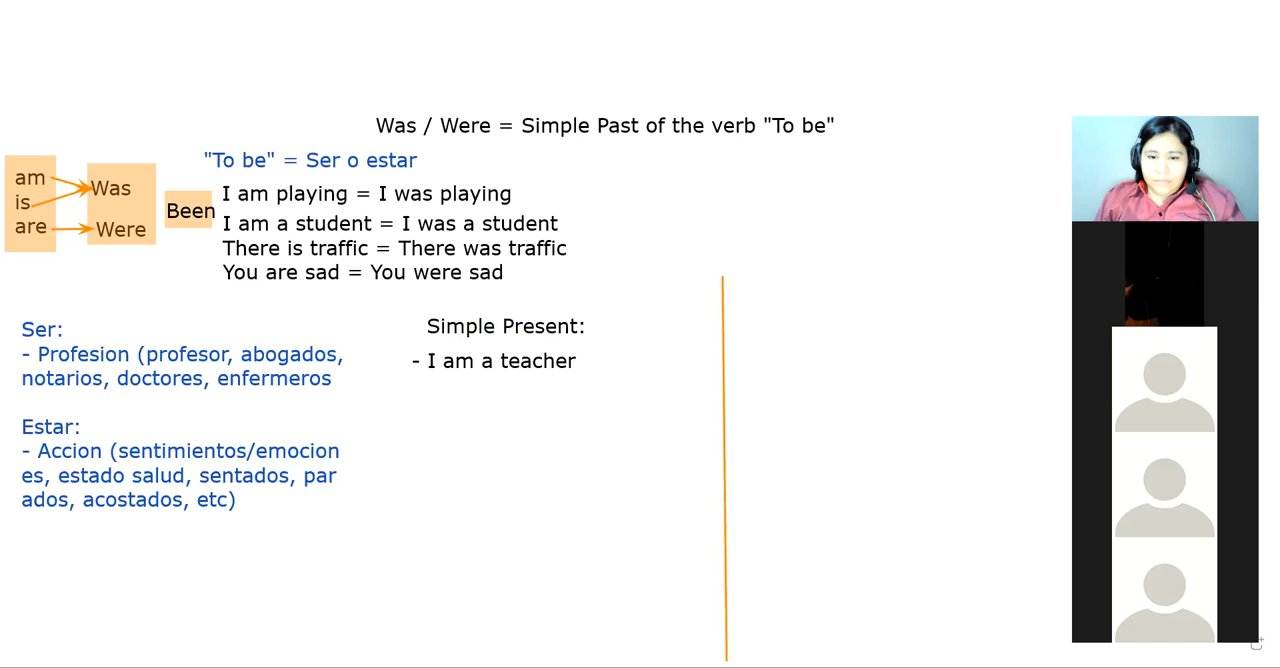 Was / Were = Simple Past of the verb "To be"
"To be" = Ser o estar
am
is
are
Was
Were
Been
I am playing = I was playing
I am a student = I was a student
There is traffic = There was traffic
You are sad = You were sad
Ser:
- Profesion (profesor, abogados,
notarios, doctores, enfermeros
Estar:
- Accion (sentimientos/emocion
es, estado salud, sentados, par
ados, acostados, etc)
Simple Present:
- I am a teacher